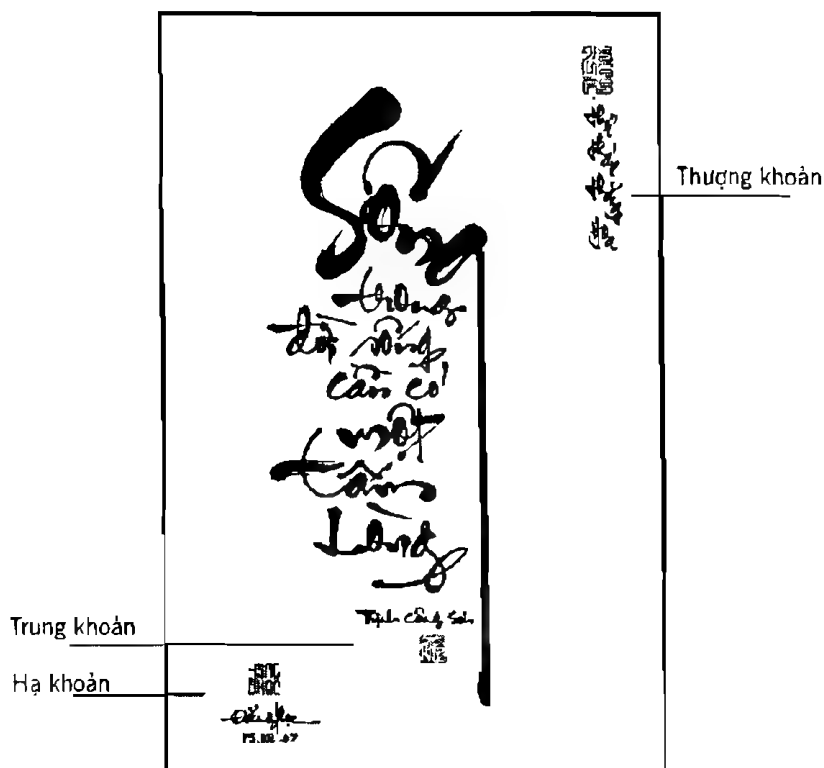 Thượng khoản
Sống
trong
đời sống
cần có
một
tấm
Lòng
Trịnh Công Sơn
Trung khoản
Hạ khoản